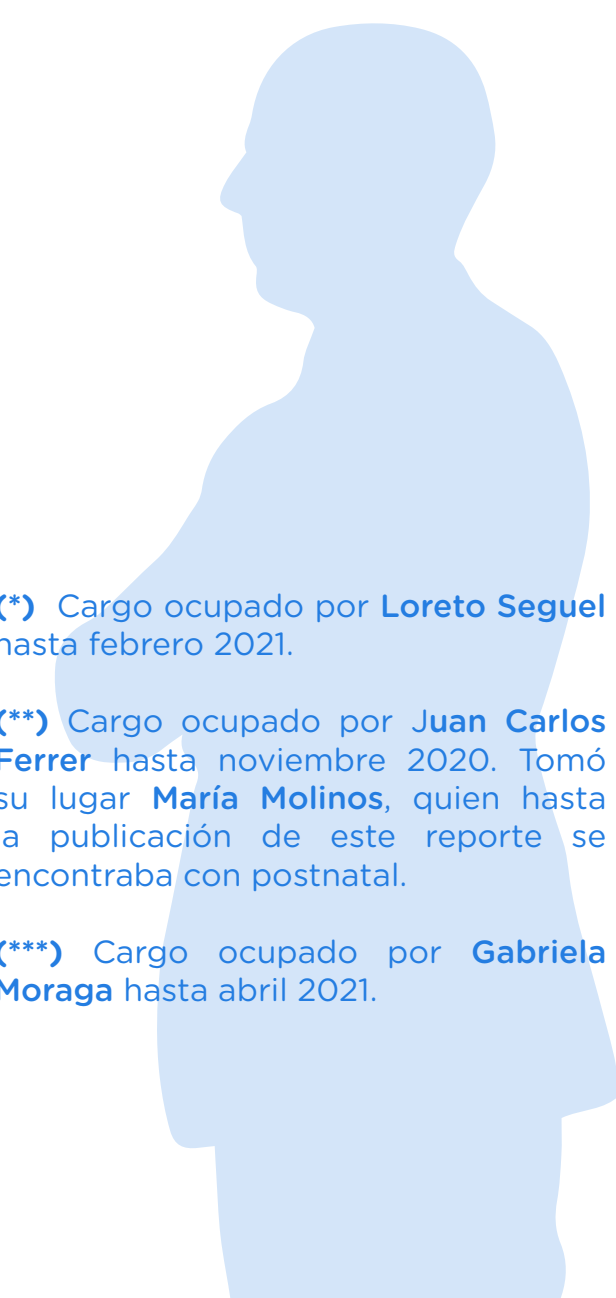 (*) Cargo ocupado por Loreto Seguel
hasta febrero 2021.
(**) Cargo ocupado por Juan Carlos
Ferrer hasta noviembre 2020. Tomó
su lugar María Molinos, quien hasta
la publicación de este reporte se
encontraba con postnatal.
(***) Cargo ocupado por Gabriela
Moraga hasta abril 2021.